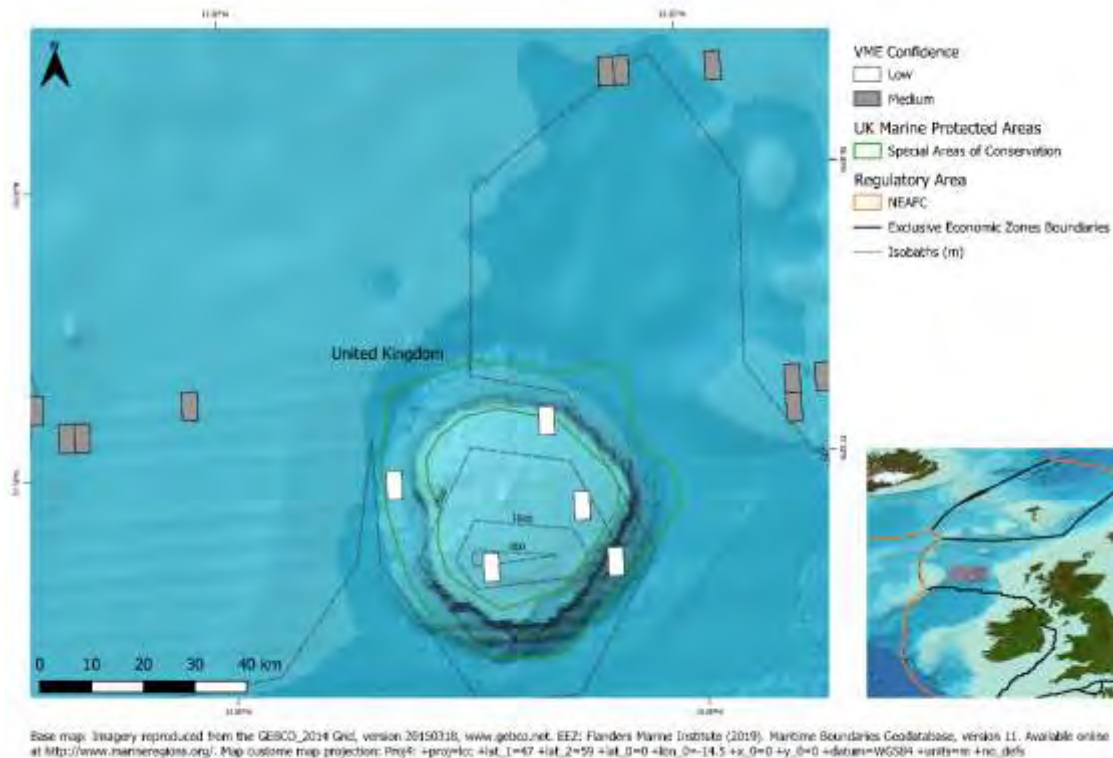 N
VME Confidence
Low
Medium
UK Marine Protected Areas
Special Areas of Conservation
Regulatory Area
NEAFC
Exclusive Economic Zones Boundaries
Isobaths (m)
United Kingdom
0 10 20 30 40 km
Base map: Imagery reproduced from the GEBCO_2014 Grid, version 20150318, www.gebco.net. EEZ: Flanders Marine Institute (2019). Maritime Boundaries Geodatabase, version 11. Available online
at http://www.marineregions.org/. Map custome map projection: Proj4: +proj=lcc +lat_1=47 +lat_2=59 +lat_0=0 +lon_0=-14.5 +x_0=0 +y_0=0 +datum=WGS84 +units=m +no_defs